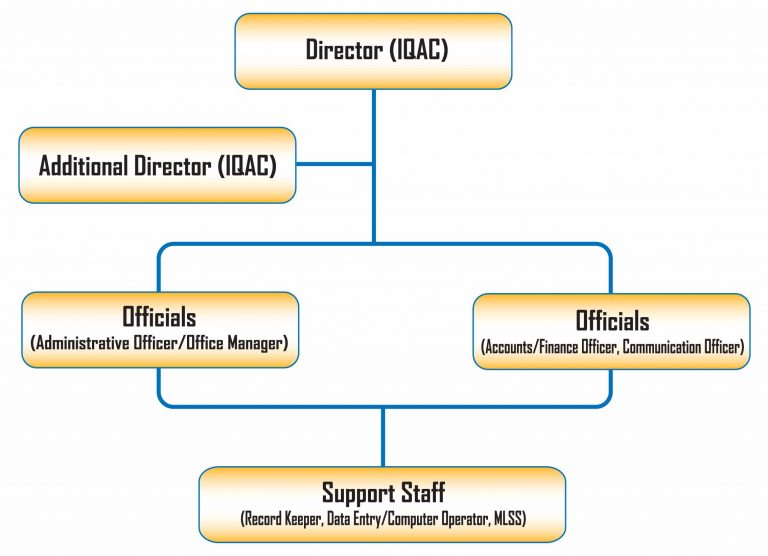 Director (IQAC)
Additional Director (IQAC)
Officials
(Administrative Officer/Office Manager)
Officials
(Accounts/Finance Officer, Communication Officer)
Support Staff
(Record Keeper, Data Entry/Computer Operator, MLSS)